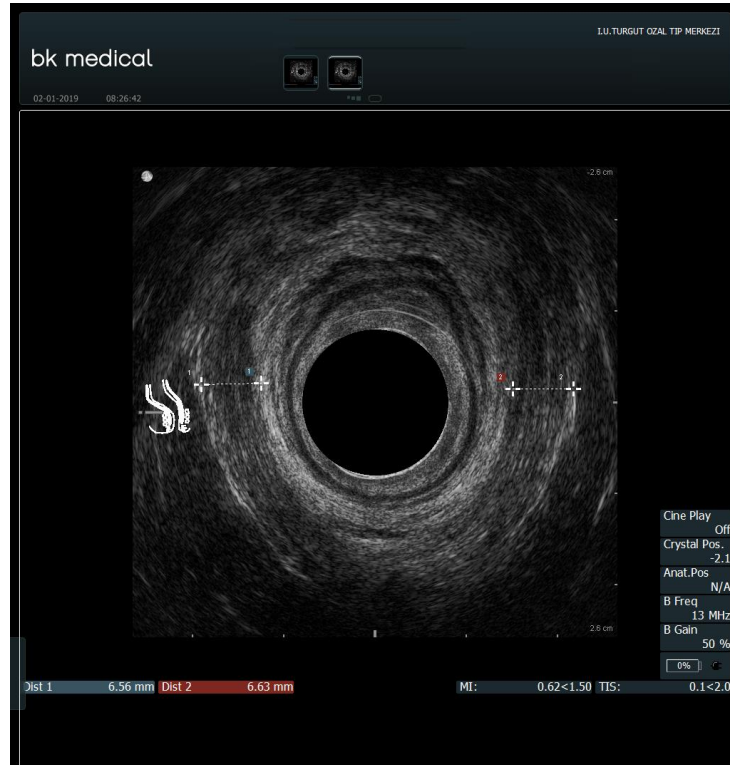 I.U.TURGUT OZAL TIP MERKEZI
bk medical
02-01-2019 08:26:42
-2.6 cm
1 1 2 2
2.6 cm
Cine Play
Off
Crystal Pos.
-2.1
Anat.Pos
N/A
B Freq
13 MHz
B Gain
50 %
0%
Dist 1 6.56 mm Dist 2 6.63 mm MI: 0.62<1.50 TIS: 0.1<2.0